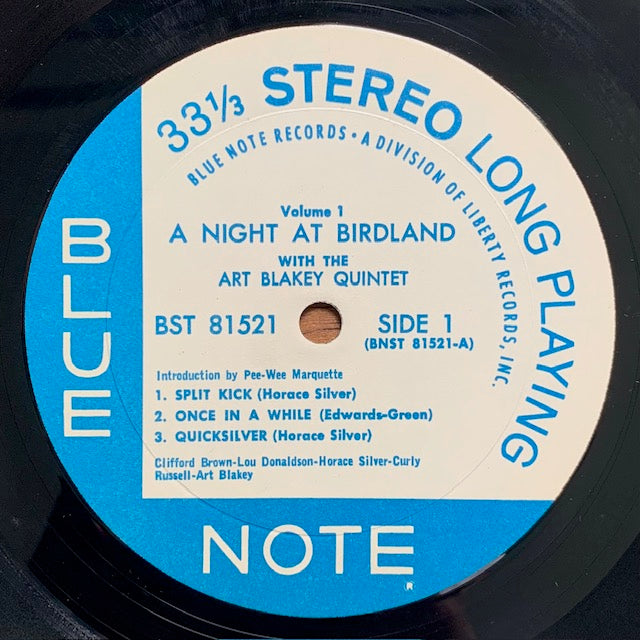 33⅓ STEREO LONG PLAYING
BLUE NOTE RECORDS • A DIVISION OF LIBERTY RECORDS, INC.
Volume 1
A NIGHT AT BIRDLAND
WITH THE
ART BLAKEY QUINTET
BST 81521
SIDE 1
(BNST 81521-A)
Introduction by Pee-Wee Marquette
1. SPLIT KICK (Horace Silver)
2. ONCE IN A WHILE (Edwards-Green)
3. QUICKSILVER (Horace Silver)
Clifford Brown-Lou Donaldson-Horace Silver-Curly
Russell-Art Blakey
BLUE
NOTE
®